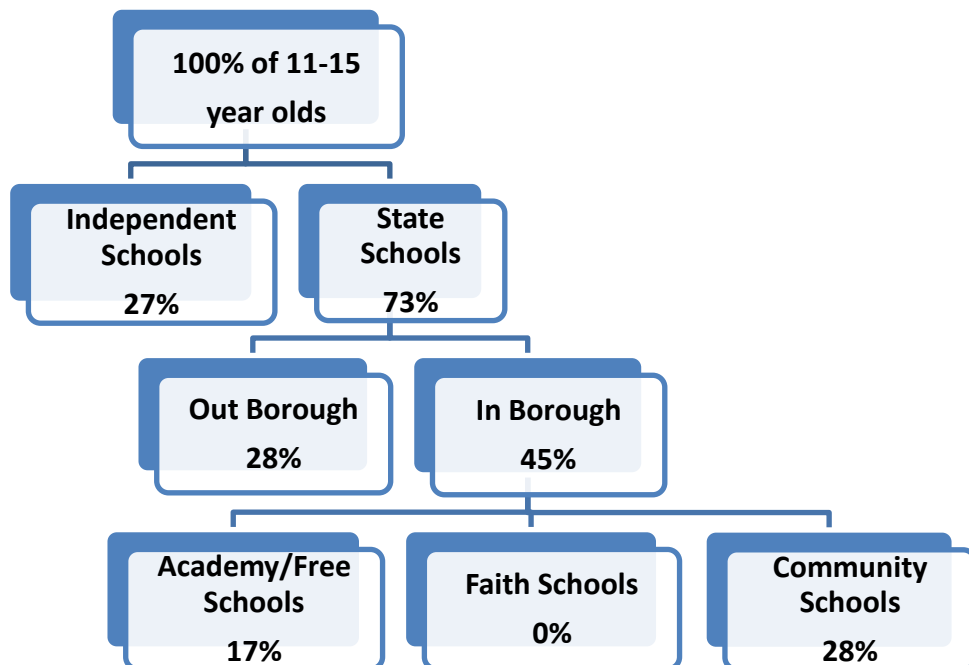 100% of 11-15
year olds
Independent
Schools
27%
State
Schools
73%
Out Borough
28%
In Borough
45%
Academy/Free
Schools
17%
Faith Schools
0%
Community
Schools
28%